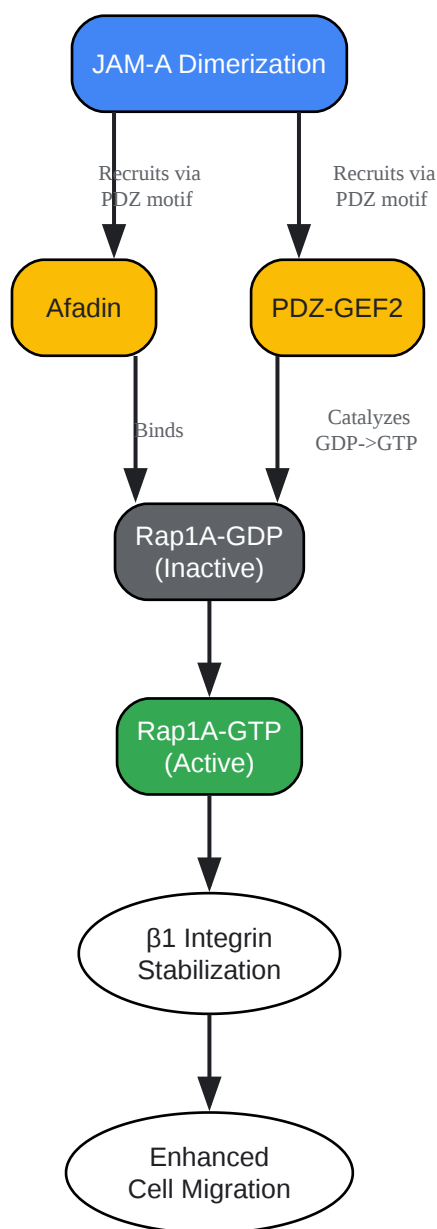 JAM-A Dimerization
Recruits via
PDZ motif
Recruits via
PDZ motif
Afadin
PDZ-GEF2
Binds
Catalyzes
GDP->GTP
Rap1A-GDP
(Inactive)
Rap1A-GTP
(Active)
β1 Integrin
Stabilization
Enhanced
Cell Migration